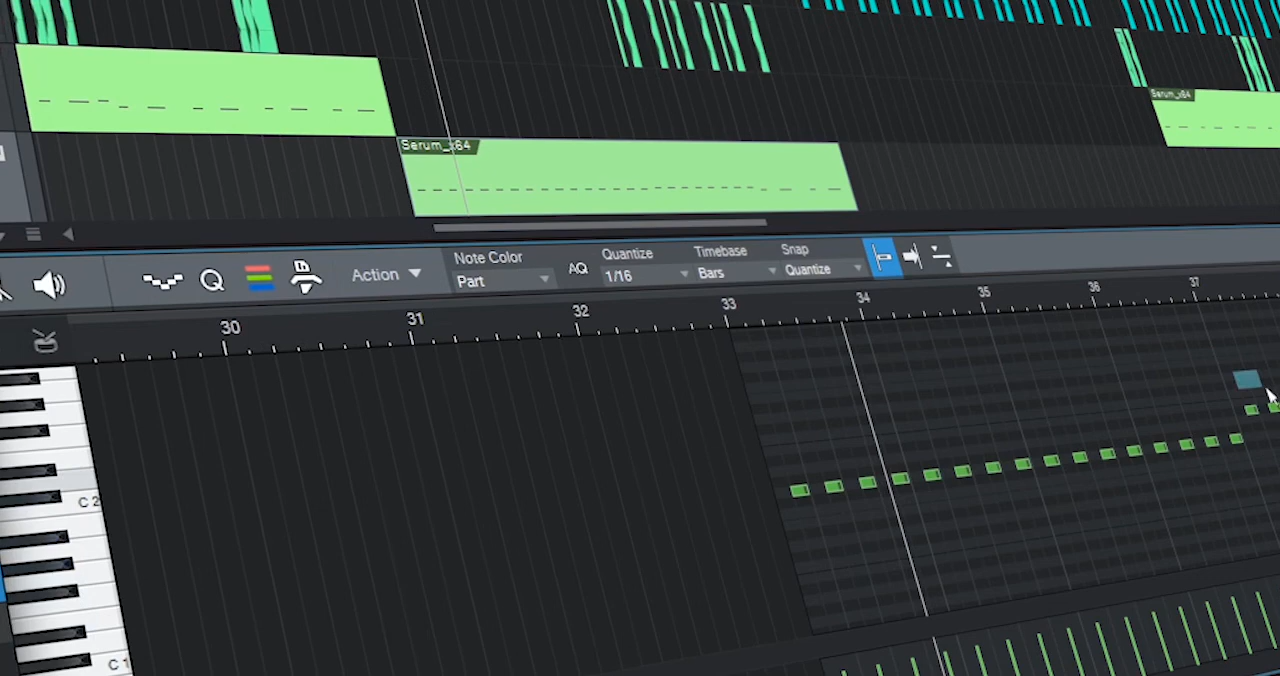 Serum_x64
Serum_x64
Action
Note Color
Part
AQ
Quantize
1/16
Timebase
Bars
Snap
Quantize
30
31
32
33
34
35
36
37
C 2
C 1